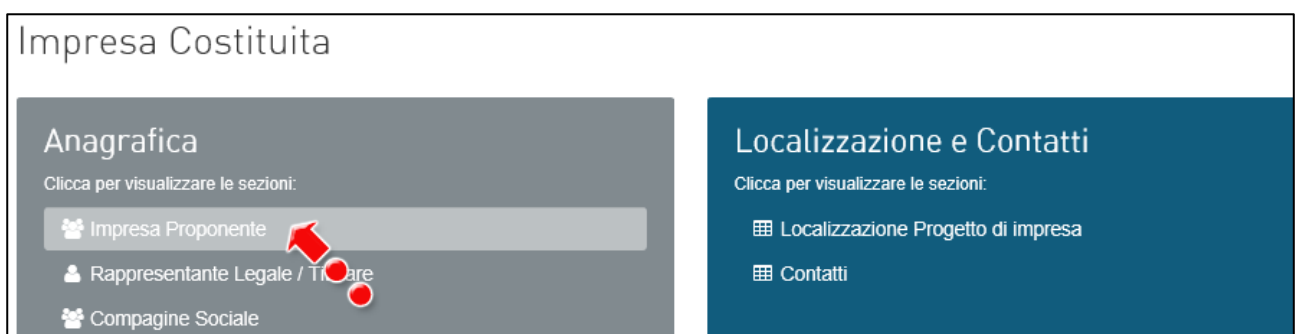 Impresa Costituita
Anagrafica
Clicca per visualizzare le sezioni:
Impresa Proponente
Rappresentante Legale /
Compagine Sociale
Localizzazione e Contatti
Clicca per visualizzare le sezioni:
Localizzazione Progetto di impresa
Contatti